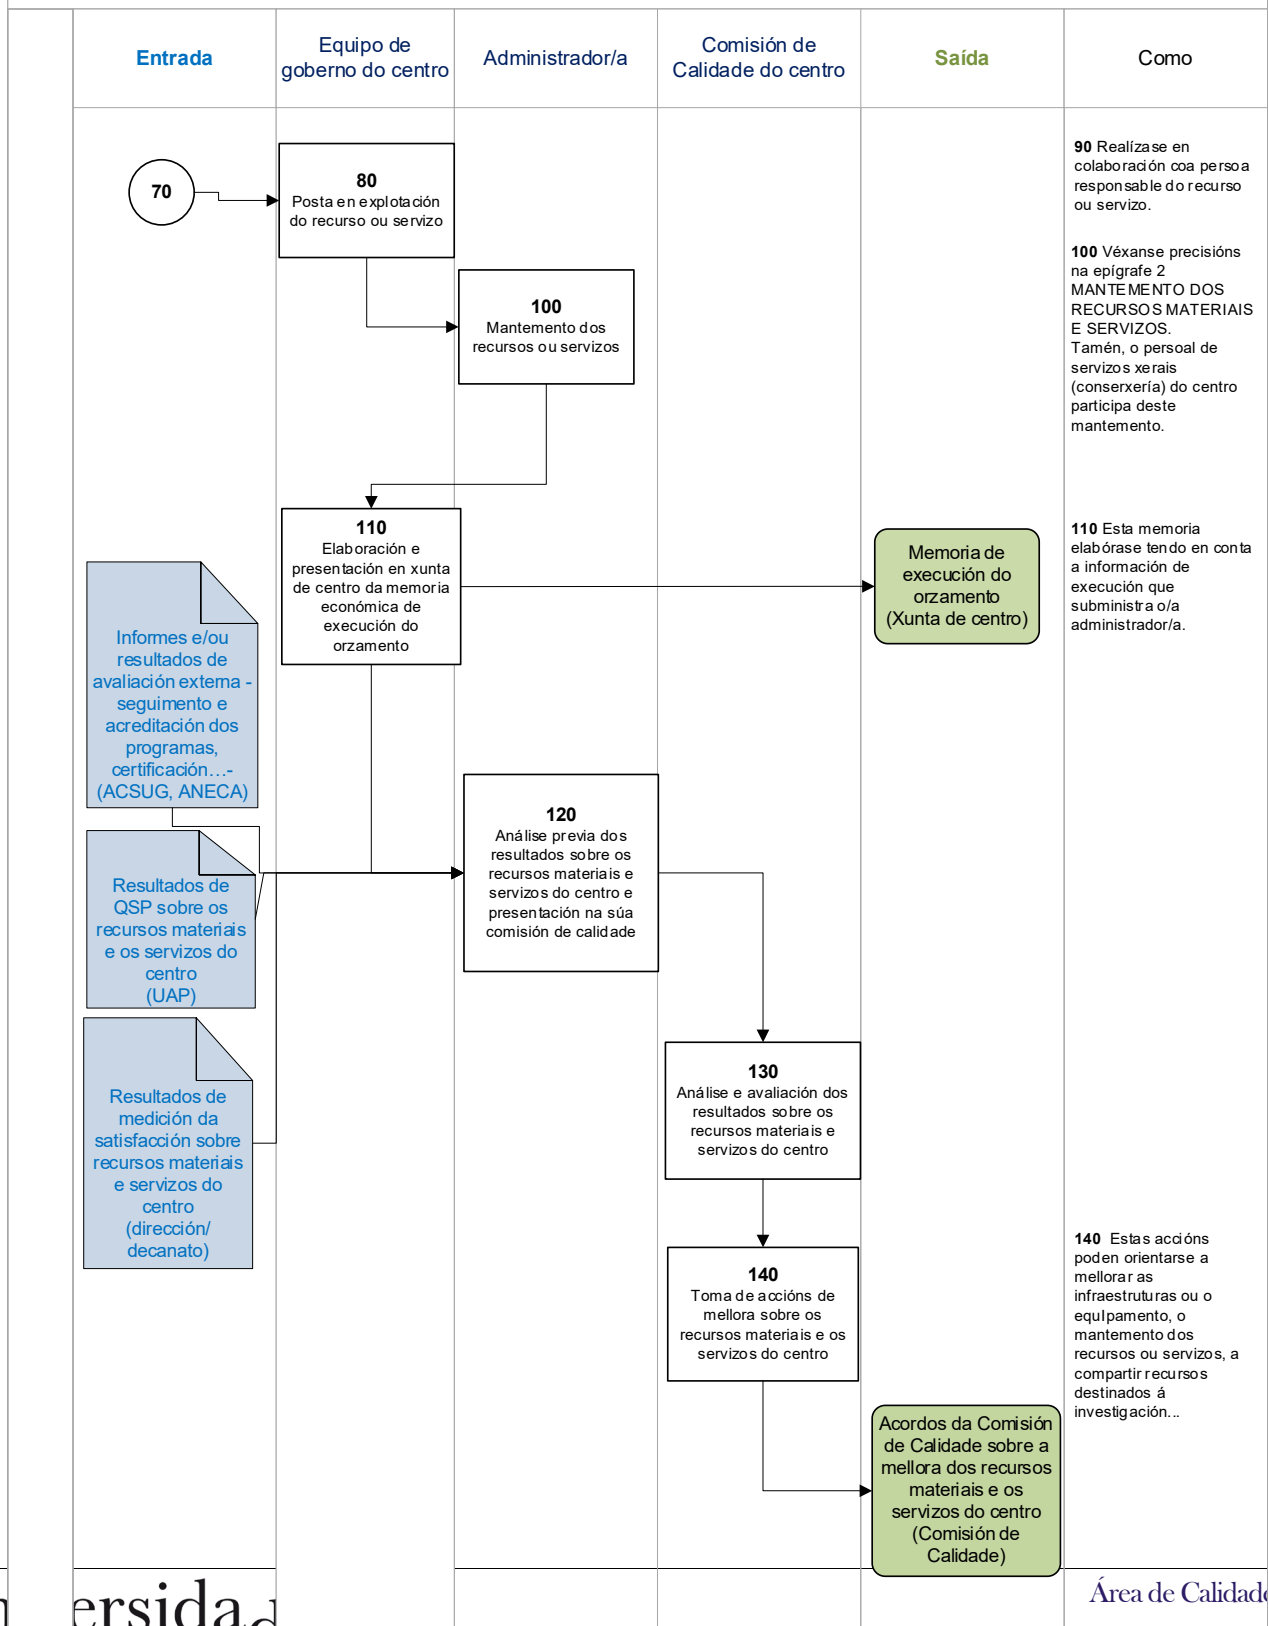 Entrada
Equipo de
goberno do centro
Administrador/a
Comisión de
Calidade do centro
Saída
Como
70
80
Posta en explotación
do recurso ou servizo
90 Realízase en
colaboración coa persoa
responsable do recurso
ou servizo.
100
Mantemento dos
recursos ou servizos
100 Véxanse precisións
na epígrafe 2
MANTEMENTO DOS
RECURSOS MATERIAIS
E SERVIZOS.
Tamén, o persoal de
servizos xerais
(conserxería) do centro
participa deste
mantemento.
110
Elaboración e
presentación en xunta
de centro da memoria
económica de
execución do
orzamento
Memoria de
execución do
orzamento
(Xunta de centro)
110 Esta memoria
elabórase tendo en conta
a información de
execución que
subministra o/a
administrador/a.
Informes e/ou
resultados de
avaliación externa -
seguimento e
acreditación dos
programas,
certificación…-
(ACSUG, ANECA)
120
Análise previa dos
resultados sobre os
recursos materiais e
servizos do centro e
presentación na súa
comisión de calidade
Resultados de
QSP sobre os
recursos materiais
e os servizos do
centro
(UAP)
Resultados de
medición da
satisfacción sobre
recursos materiais
e servizos do
centro
(dirección/
decanato)
130
Análise e avaliación dos
resultados sobre os
recursos materiais e
servizos do centro
140
Toma de accións de
mellora sobre os
recursos materiais e os
servizos do centro
140 Estas accións
poden orientarse a
mellorar as
infraestruturas ou o
equIpamento, o
mantemento dos
recursos ou servizos, a
compartir recursos
destinados á
investigación...
Acordos da Comisión
de Calidade sobre a
mellora dos recursos
materiais e os
servizos do centro
(Comisión de
Calidade)
ersida
Área de Calidade